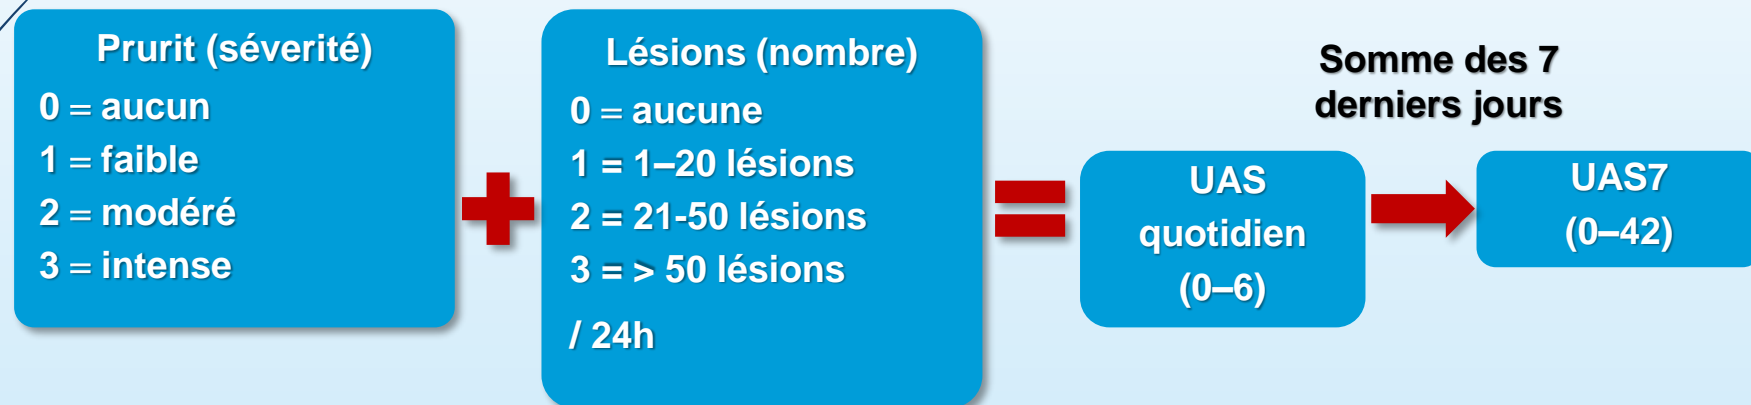 Prurit (séverité)
0 = aucun
1 = faible
2 = modéré
3 = intense
Lésions (nombre)
0 = aucune
1 = 1–20 lésions
2 = 21-50 lésions
3 = > 50 lésions
/ 24h
UAS
quotidien
(0–6)
Somme des 7
derniers jours
UAS7
(0–42)